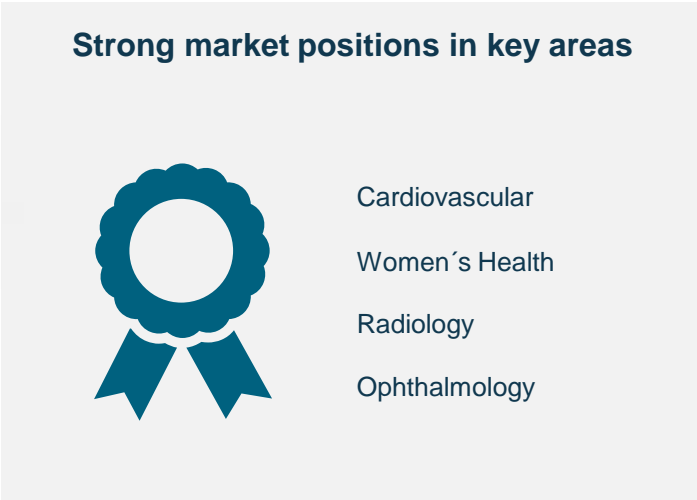 Strong market positions in key areas
Cardiovascular
Women´s Health
Radiology
Ophthalmology